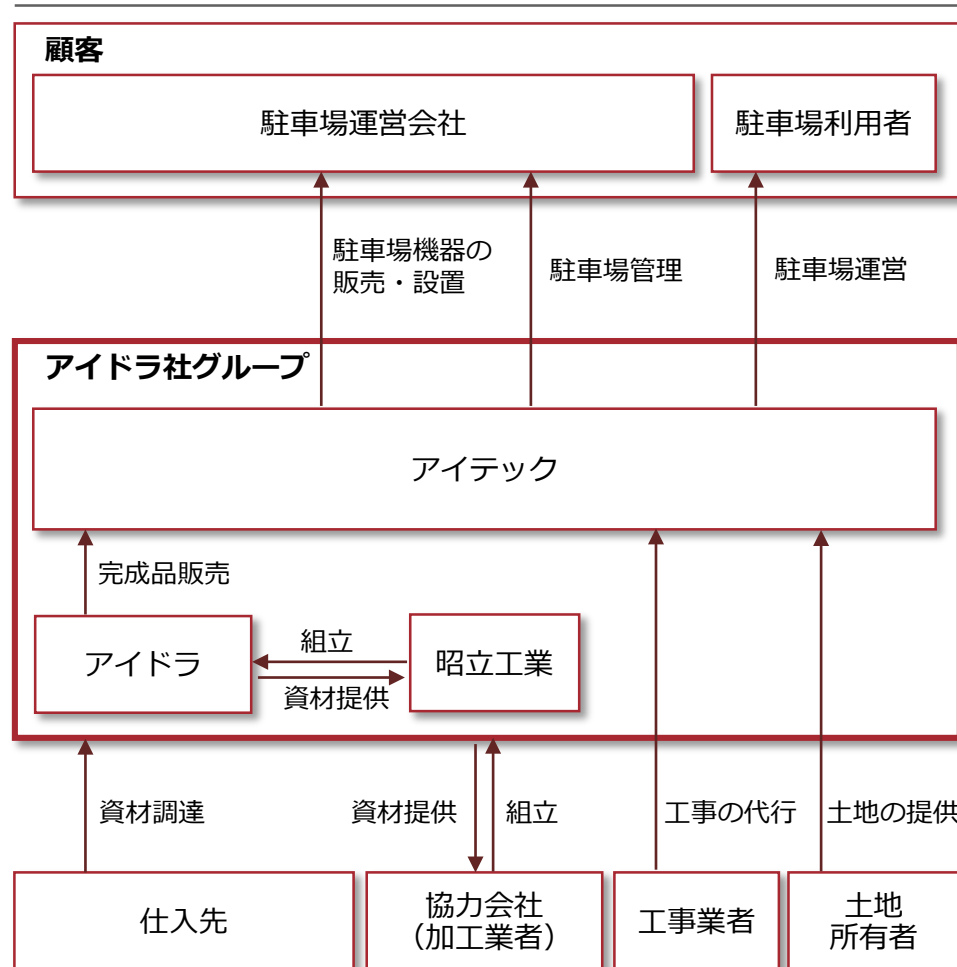 顧客
駐車場運営会社
駐車場利用者
駐車場機器の
販売・設置
駐車場管理
駐車場運営
アイドラ社グループ
アイテック
完成品販売
アイドラ
組立
資材提供
昭立工業
資材調達
資材提供
組立
工事の代行
土地の提供
仕入先
協力会社
（加工業者）
工事業者
土地
所有者